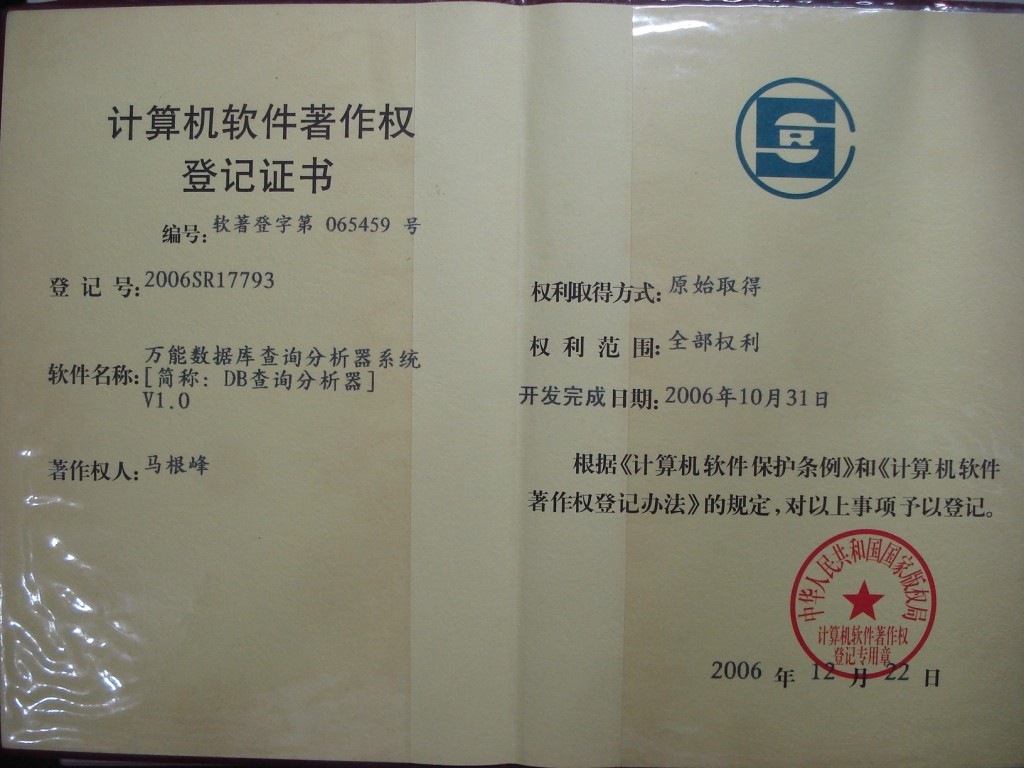 计算机软件著作权
登记证书
编号: 软著登字第 065459 号
登 记 号: 2006SR17793
软件名称: 万能数据库查询分析器系统
[简称: DB查询分析器]
V1.0
著作权人: 马根峰
R
权利取得方式: 原始取得
权 利 范 围: 全部权利
开发完成日期: 2006年10月31日
根据《计算机软件保护条例》和《计算机软件
著作权登记办法》的规定,对以上事项予以登记。
中华人民共和国国家版权局
计算机软件著作权
登记专用章
2006 年 12 月 22 日